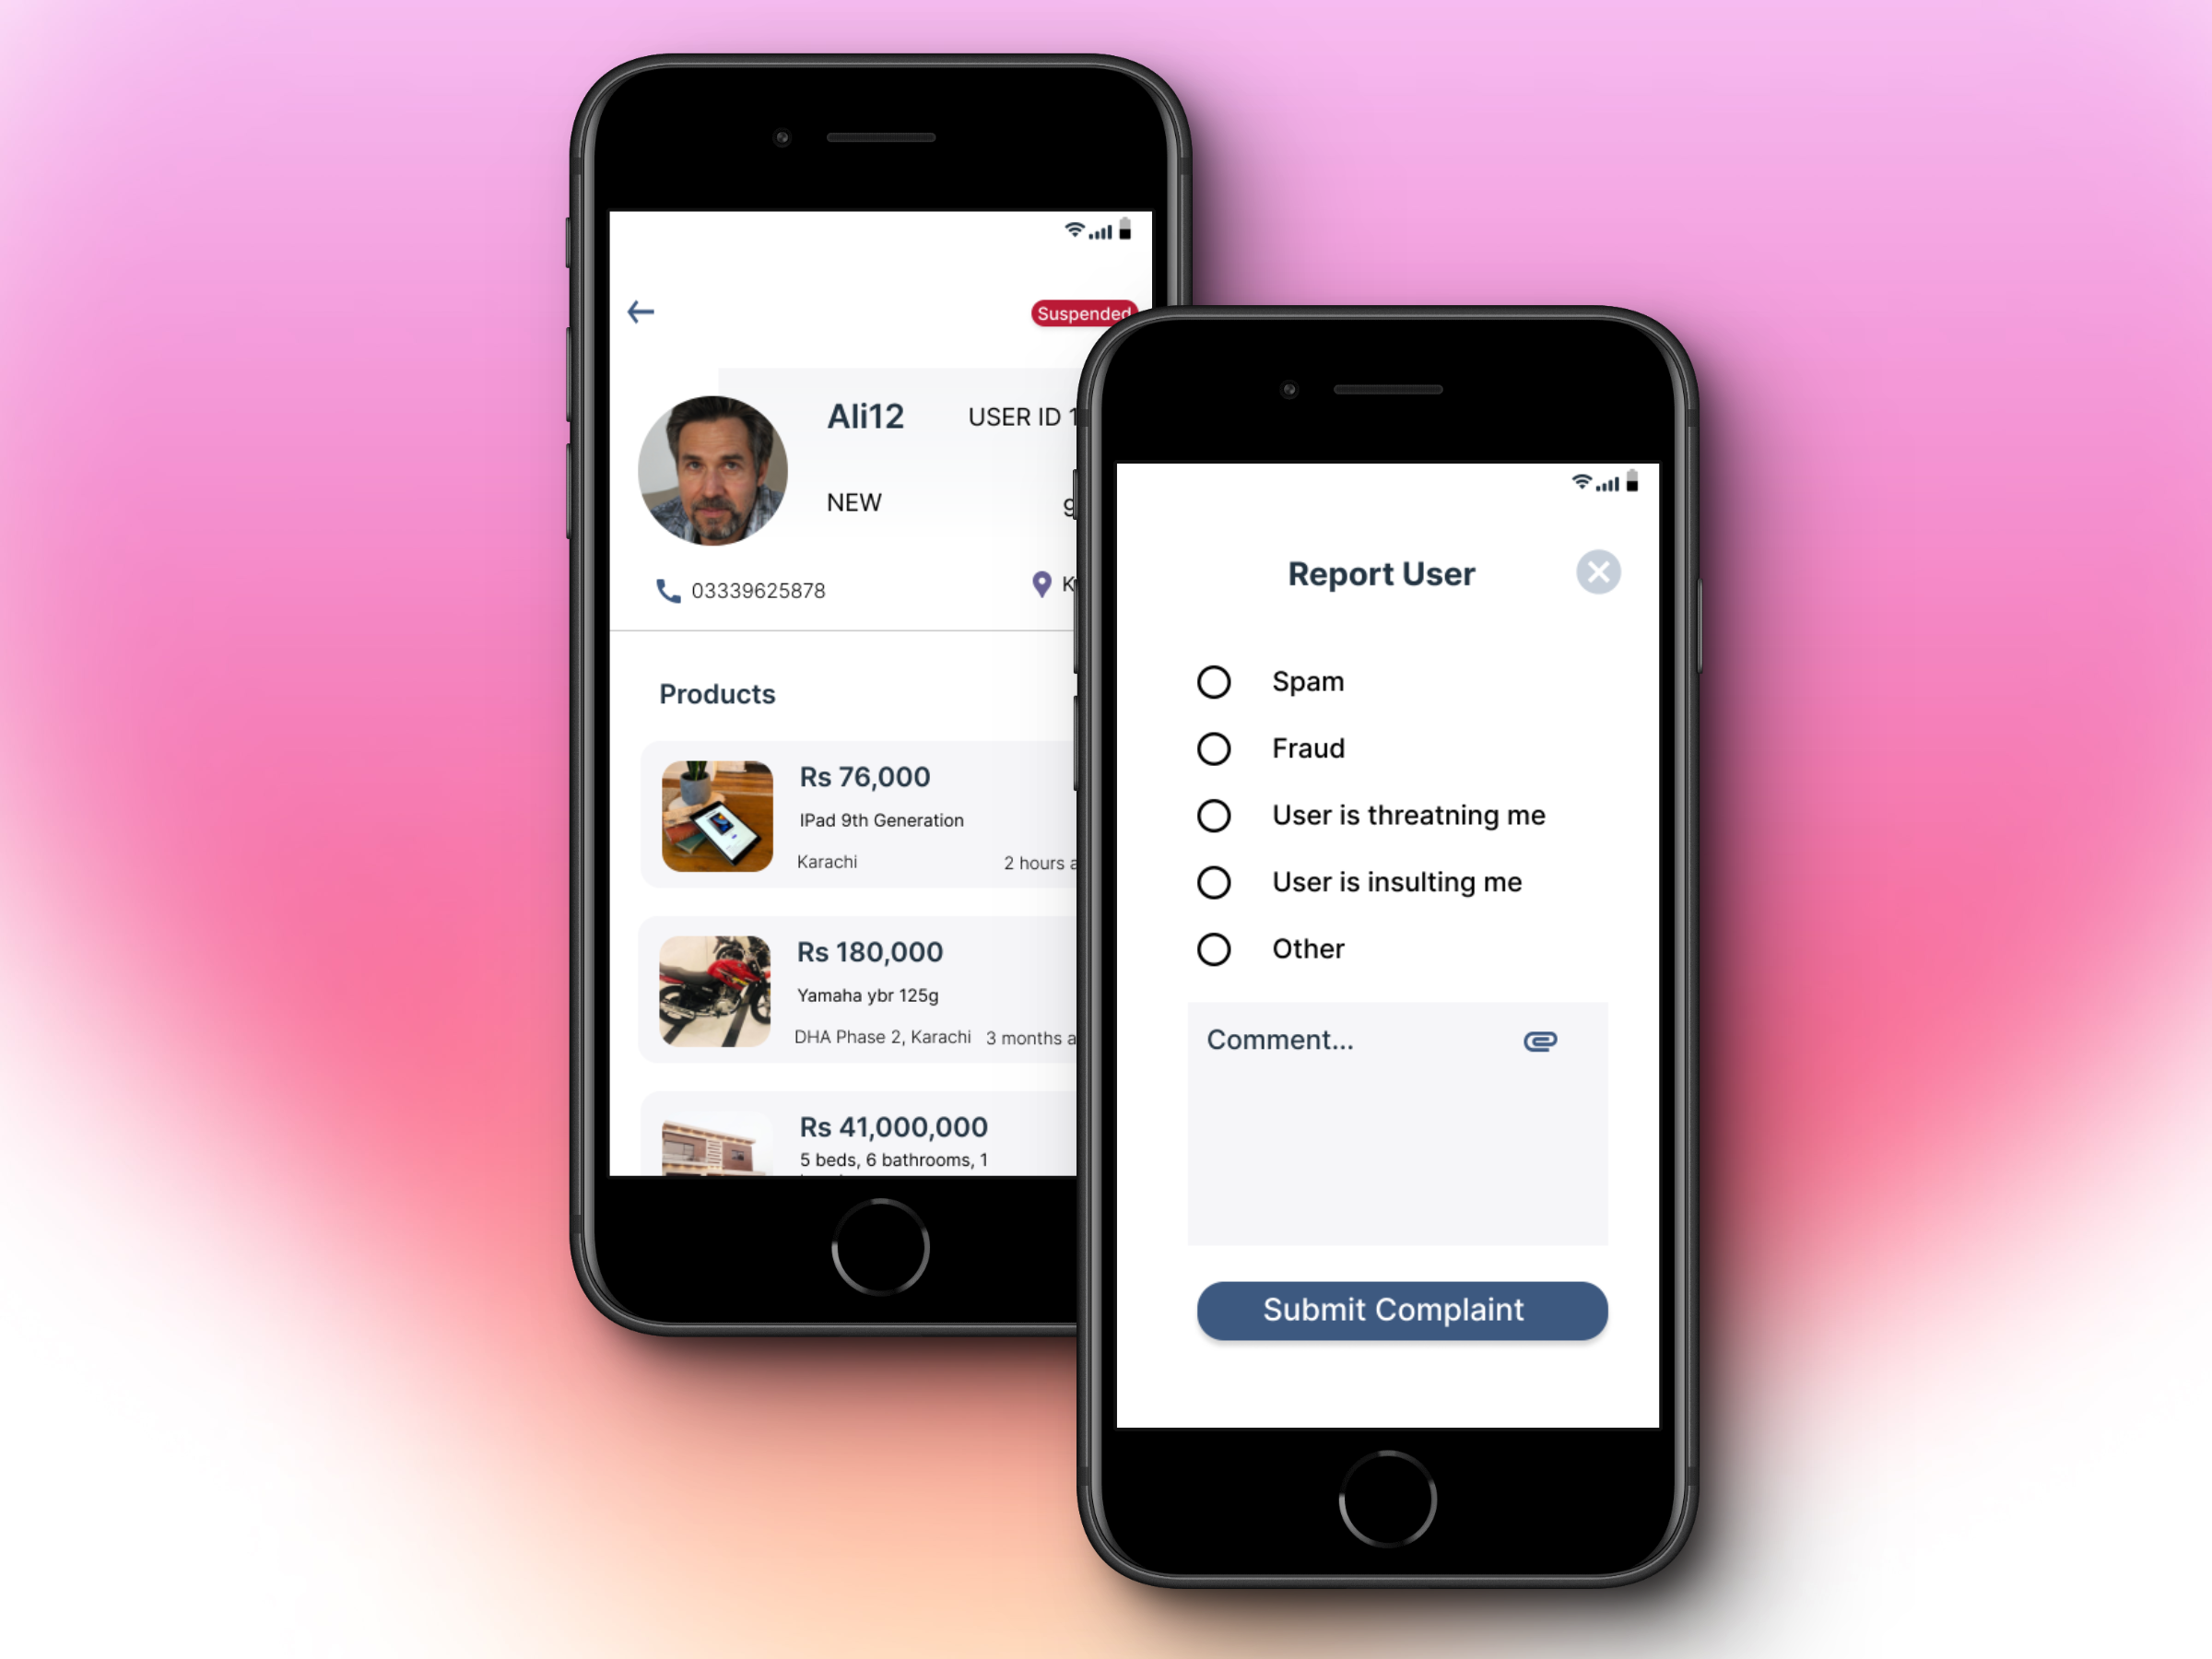 Suspended
Ali12
USER ID
NEW
03339625878
Products
Rs 76,000
IPad 9th Generation
Karachi
2 hours
Rs 180,000
Yamaha ybr 125g
DHA Phase 2, Karachi
3 months
Rs 41,000,000
5 beds, 6 bathrooms, 1
Report User
Spam
Fraud
User is threatning me
User is insulting me
Other
Comment...
Submit Complaint